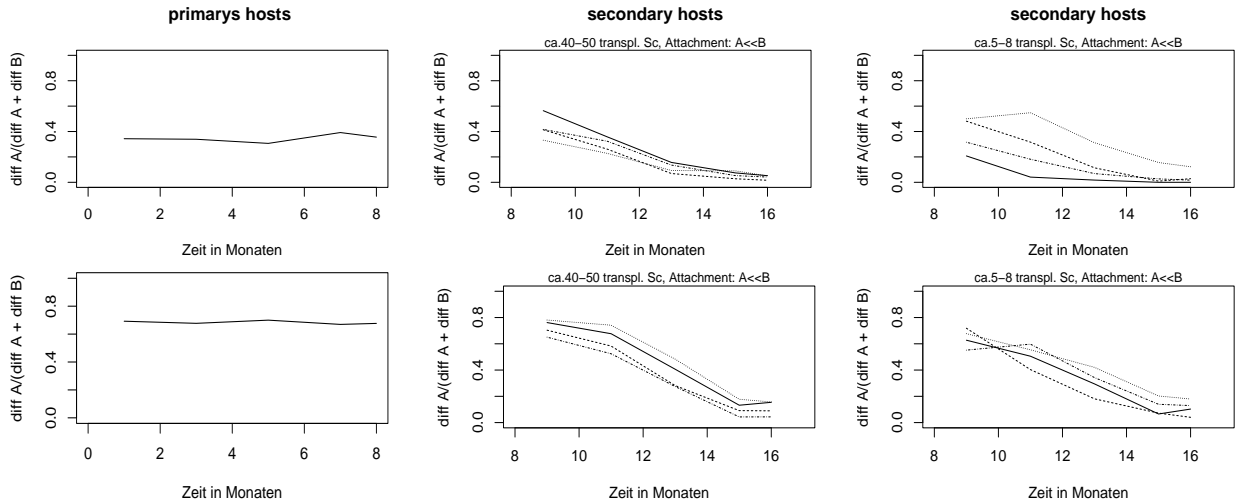 primarys hosts
diff A/(diff A + diff B)
0.0 0.4 0.8
0 2 4 6 8
Zeit in Monaten
secondary hosts
ca.40−50 transpl. Sc, Attachment: A<<B
diff A/(diff A + diff B)
0.0 0.4 0.8
8 10 12 14 16
Zeit in Monaten
secondary hosts
ca.5−8 transpl. Sc, Attachment: A<<B
diff A/(diff A + diff B)
0.0 0.4 0.8
8 10 12 14 16
Zeit in Monaten
diff A/(diff A + diff B)
0.0 0.4 0.8
0 2 4 6 8
Zeit in Monaten
ca.40−50 transpl. Sc, Attachment: A<<B
diff A/(diff A + diff B)
0.0 0.4 0.8
8 10 12 14 16
Zeit in Monaten
ca.5−8 transpl. Sc, Attachment: A<<B
diff A/(diff A + diff B)
0.0 0.4 0.8
8 10 12 14 16
Zeit in Monaten